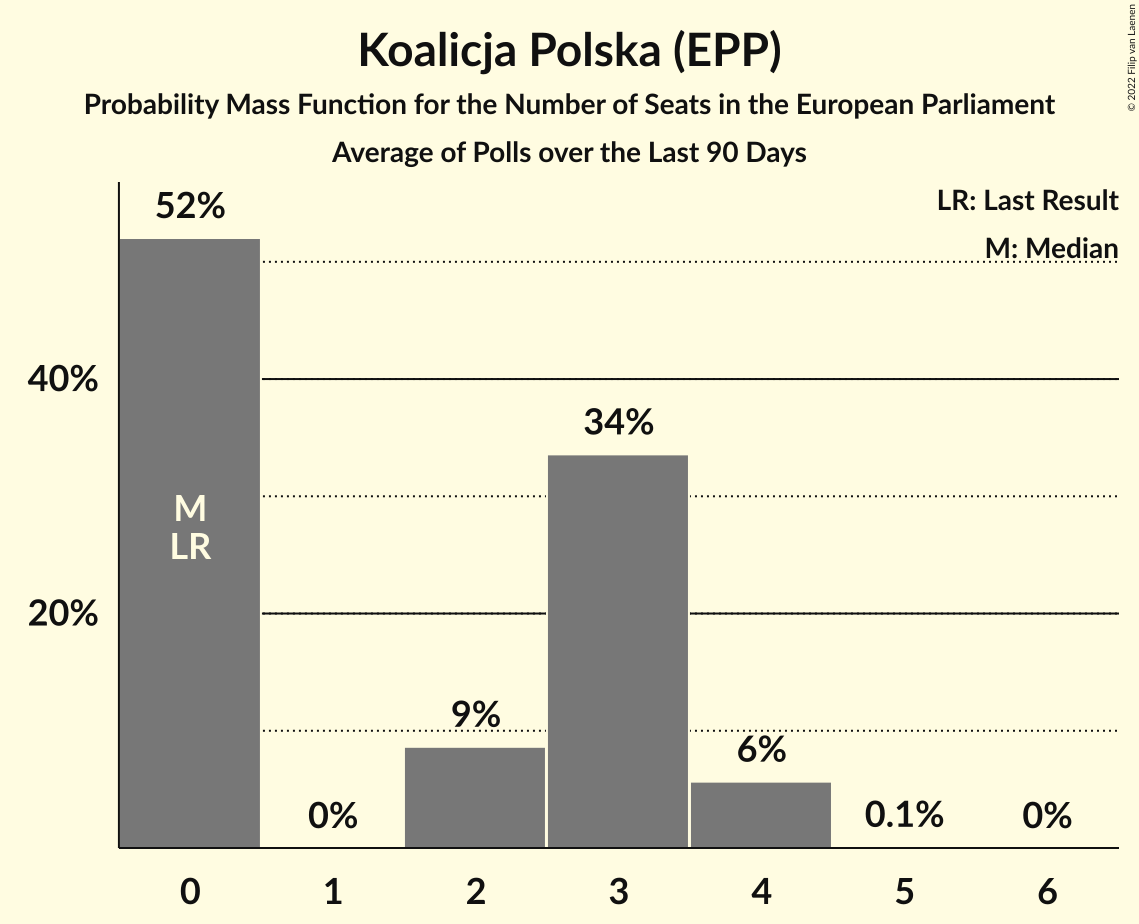 Koalicja Polska (EPP)
Probability Mass Function for the Number of Seats in the European Parliament
Average of Polls over the Last 90 Days
© 2022 Filip van Laenen
LR: Last Result
M: Median
52%
40%
34%
M
LR
20%
9%
6%
0%
0.1%
0%
0 1 2 3 4 5 6